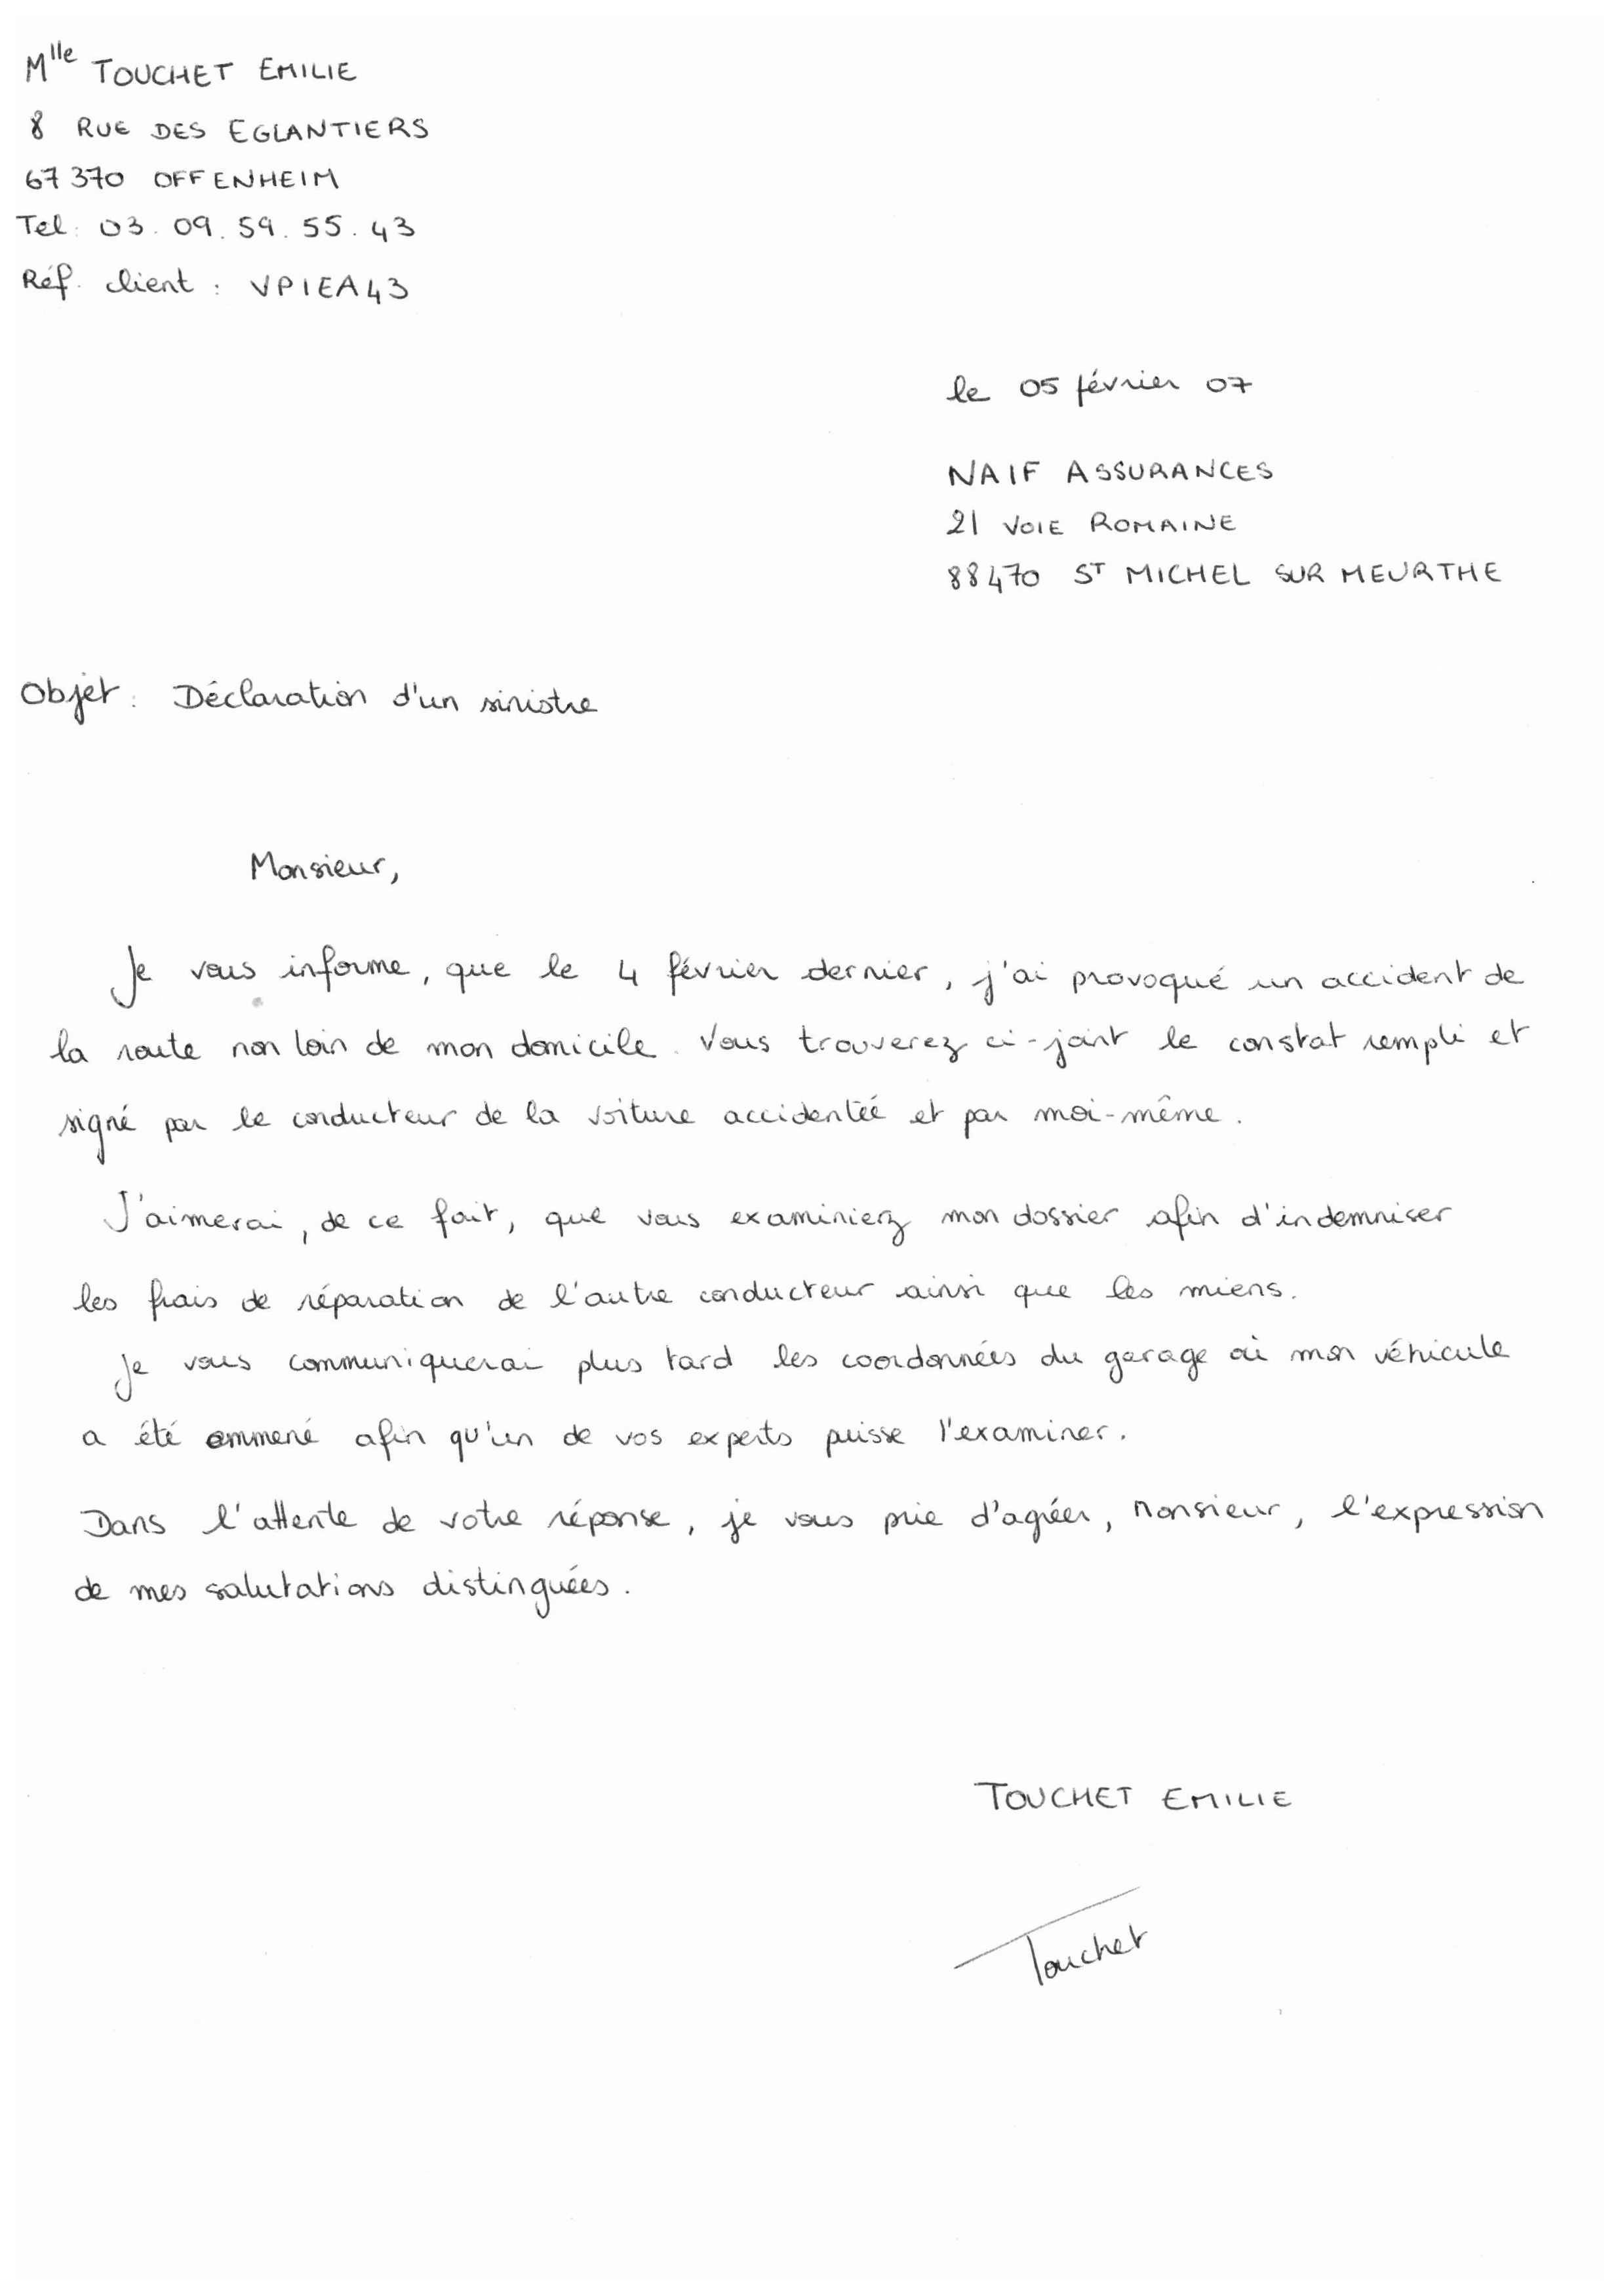 Mlle TOUCHET EMILIE
8 RUE DES EGLANTIERS
67370 OFFENHEIM
Tel: 03. 09. 59. 55. 43
Réf. client : VPIEA43
le 05 février 07
NAIF ASSURANCES
21 VOIE ROMAINE
88470 ST MICHEL SUR MEURTHE
Objet : Déclaration d'un sinistre
Monsieur,
Je vous informe, que le 4 février dernier, j'ai provoqué un accident de
la route non loin de mon domicile. Vous trouverez ci-joint le constat rempli et
signé par le conducteur de la voiture accidentéé et par moi-même.
J'aimerai, de ce fait, que vous examiniez mon dossier afin d'indemniser
les frais de réparation de l'autre conducteur ainsi que les miens.
Je vous communiquerai plus tard les coordonnées du garage où mon véhicule
a été emmené afin qu'un de vos experts puisse l'examiner.
Dans l'attente de votre réponse, je vous prie d'agréer, Monsieur, l'expression
de mes salutations distinguées.
TOUCHET EMILIE
Touchet